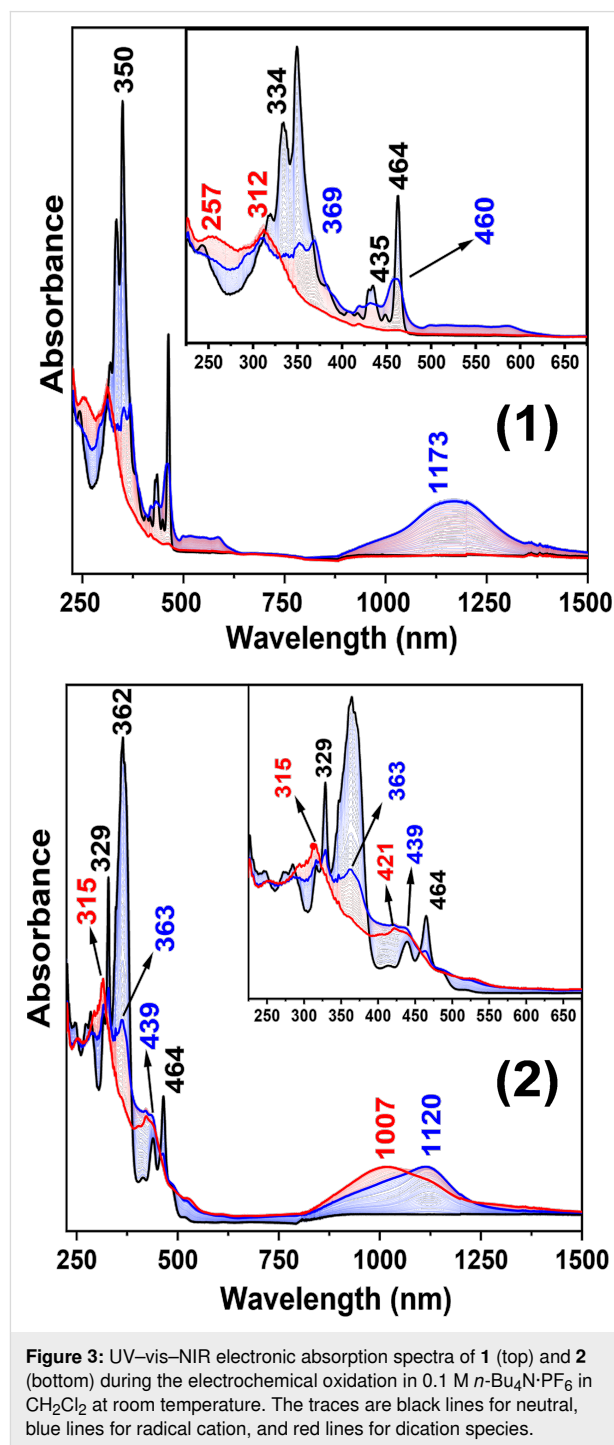 350
334
464
257
312
369
435
460
225 250 300 350 400 450 500 550 600 650
(1)
1173
Absorbance
250 500 750 1000 1250 1500
Wavelength (nm)
362
329
315
363
439
464
315
329
363
421
439
464
225 250 300 350 400 450 500 550 600 650
(2)
1007
1120
Absorbance
250 500 750 1000 1250 1500
Wavelength (nm)
Figure 3: UV–vis–NIR electronic absorption spectra of 1 (top) and 2
(bottom) during the electrochemical oxidation in 0.1 M n-Bu4N·PF6 in
CH2Cl2 at room temperature. The traces are black lines for neutral,
blue lines for radical cation, and red lines for dication species.